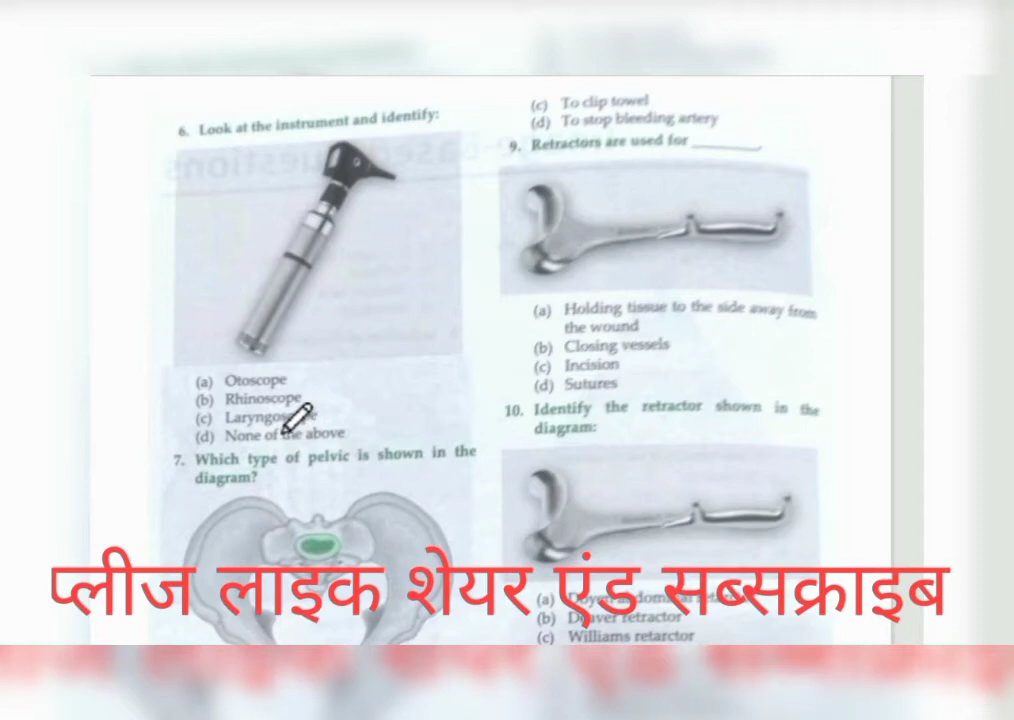 6. Look at the instrument and identify:
(a) Otoscope
(b) Rhinoscope
(c)
(d) None of the above
7. Which type of pelvic is shown in the
diagram?
(c) To clip towel
(d) To stop bleeding artery
9. Retractors are used for ________.
(a) Holding tissue to the side away from
the wound
(b) Closing vessels
(c) Incision
(d) Sutures
10. Identify the retractor shown in the
diagram:
(a)
(b) retractor
(c) Williams retarctor
प्लीज लाइक शेयर एंड सब्सक्राइब